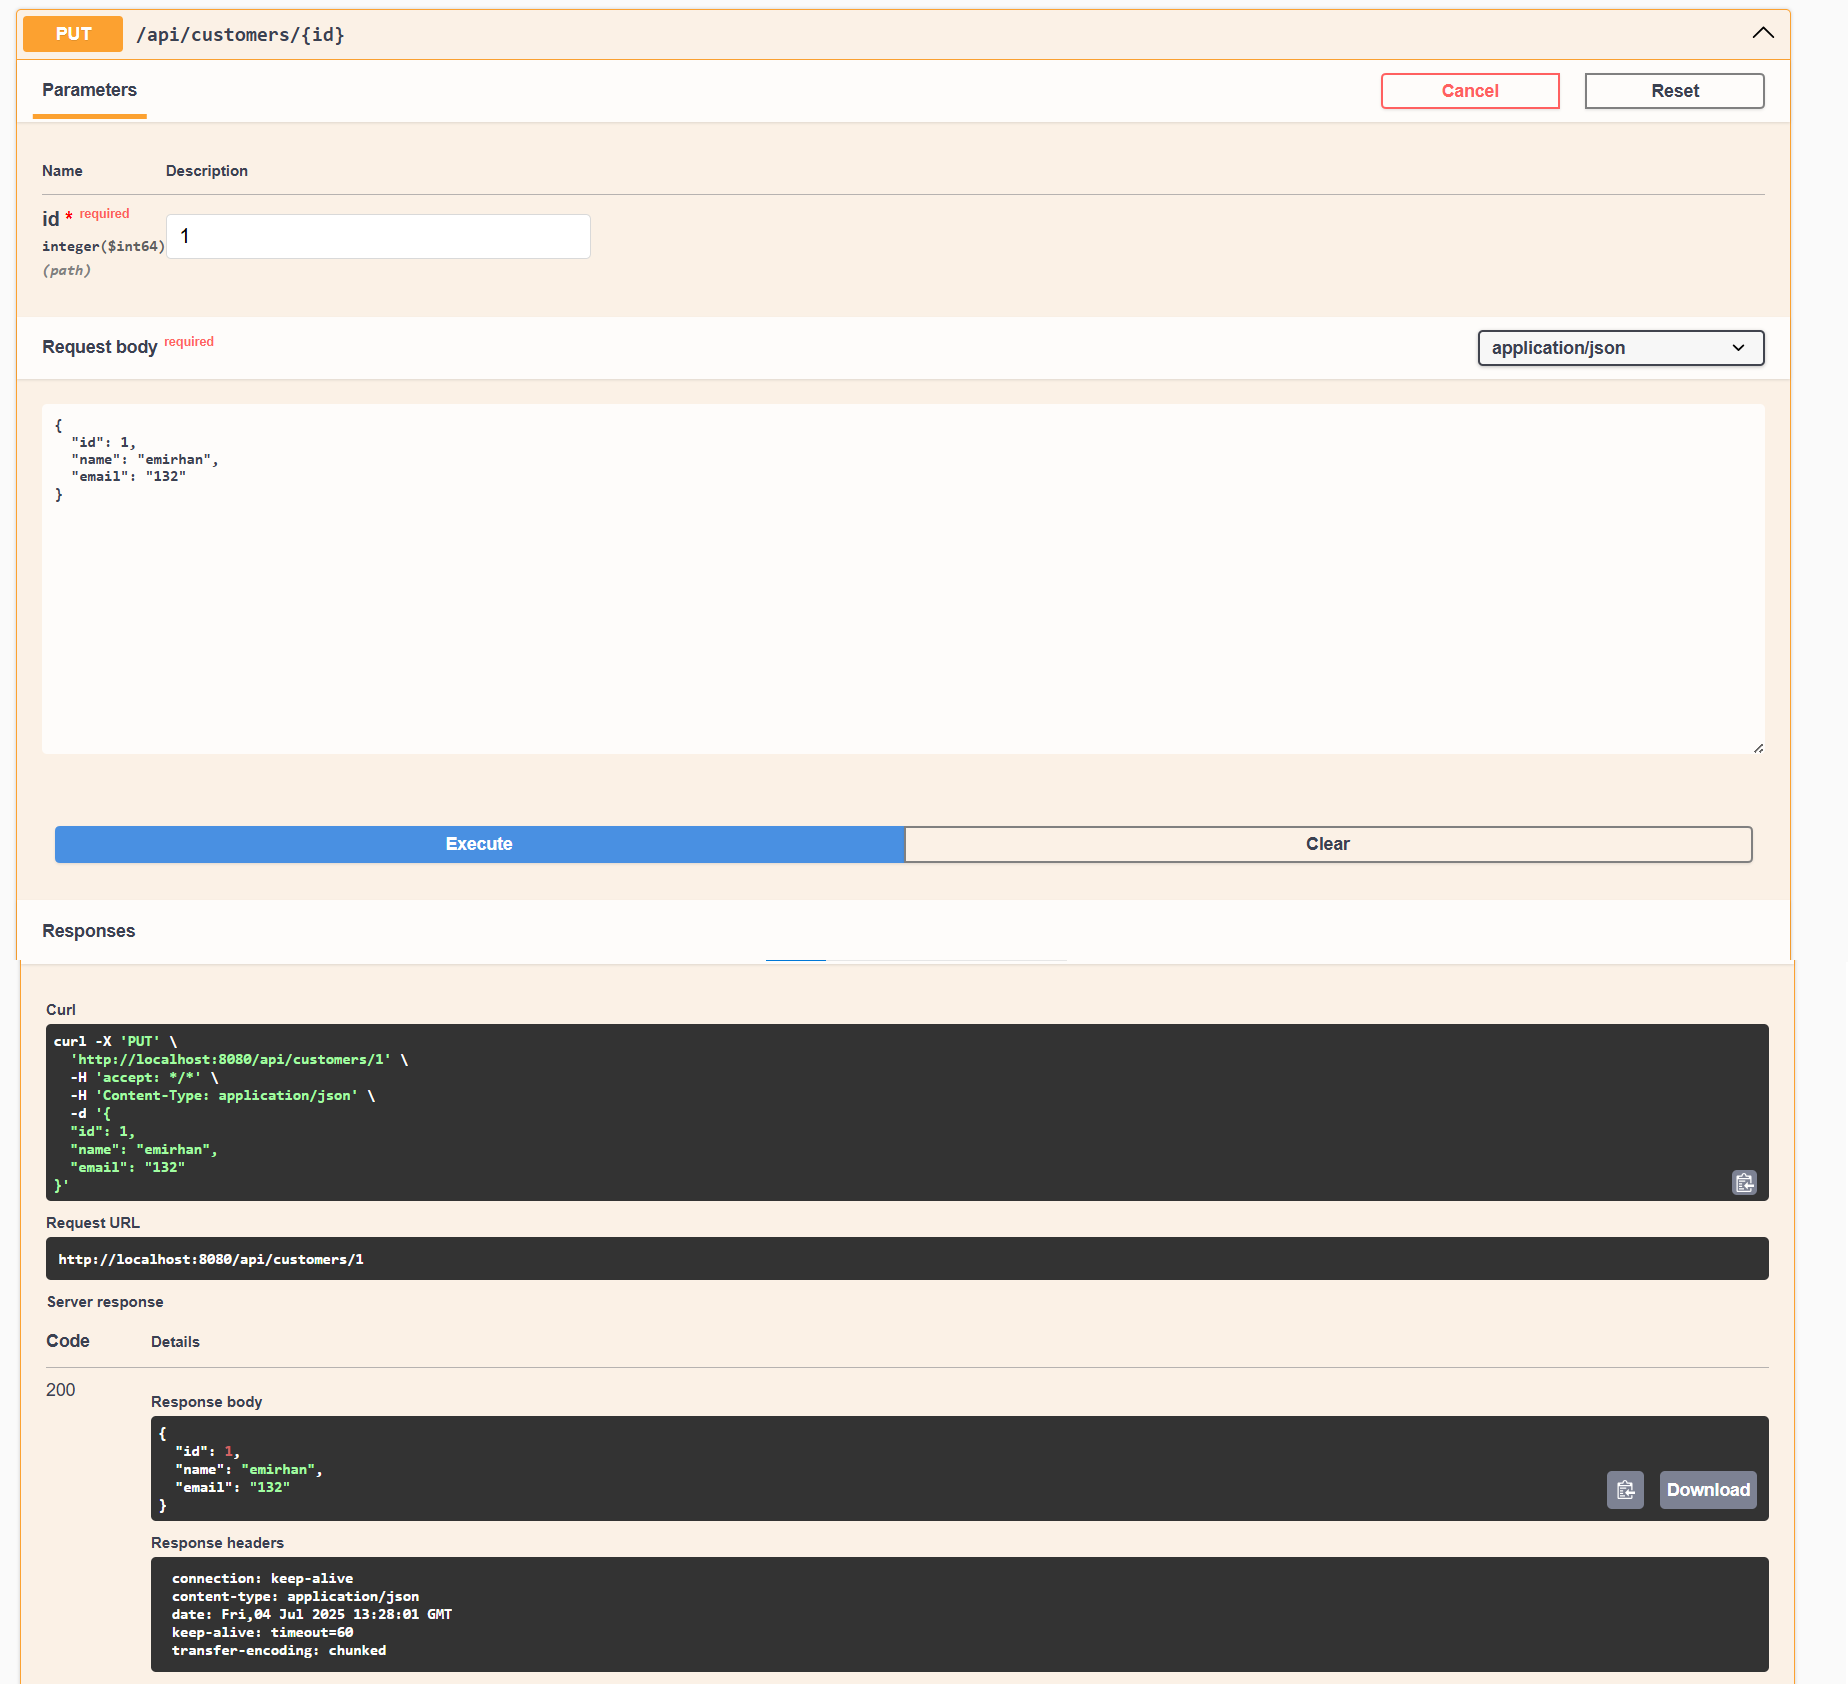 PUT /api/customers/{id}
Parameters
Cancel
Reset
Name Description
id * required
integer($int64)
(path)
1
Request body required
application/json
{
  "id": 1,
  "name": "emirhan",
  "email": "132"
}
Execute
Clear
Responses
Curl
curl -X 'PUT' \
  'http://localhost:8080/api/customers/1' \
  -H 'accept: */*' \
  -H 'Content-Type: application/json' \
  -d '{
  "id": 1,
  "name": "emirhan",
  "email": "132"
}'
Request URL
http://localhost:8080/api/customers/1
Server response
Code Details
200
Response body
{
  "id": 1,
  "name": "emirhan",
  "email": "132"
}
Download
Response headers
connection: keep-alive
content-type: application/json
date: Fri,04 Jul 2025 13:28:01 GMT
keep-alive: timeout=60
transfer-encoding: chunked